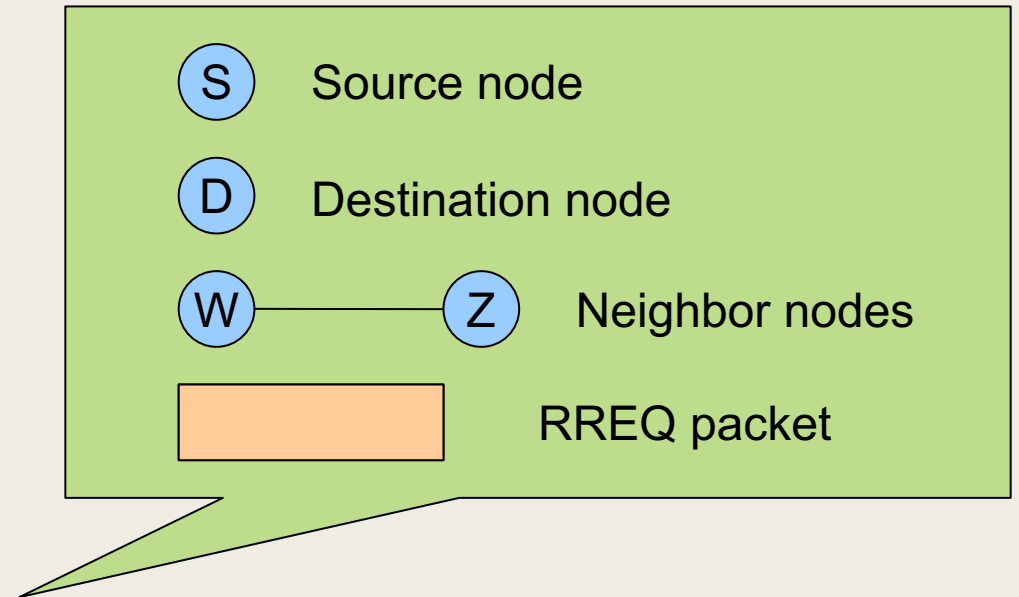 S Source node
D Destination node
W Z Neighbor nodes
RREQ packet